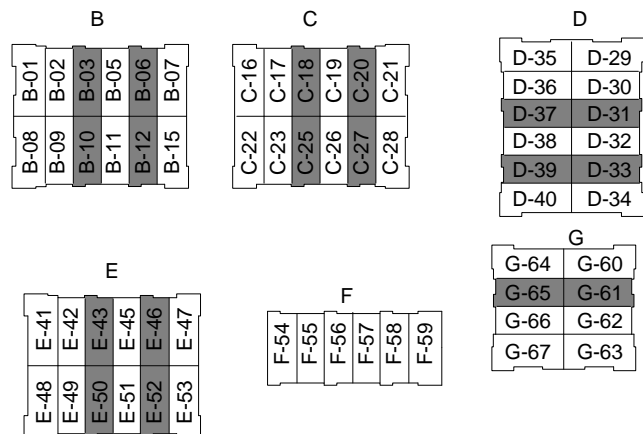 B
B-01 B-02 B-03 B-05 B-06 B-07
B-08 B-09 B-10 B-11 B-12 B-15
C
C-16 C-17 C-18 C-19 C-20 C-21
C-22 C-23 C-25 C-26 C-27 C-28
D
D-35 D-29
D-36 D-30
D-37 D-31
D-38 D-32
D-39 D-33
D-40 D-34
E
E-41 E-42 E-43 E-45 E-46 E-47
E-48 E-49 E-50 E-51 E-52 E-53
F
F-54 F-55 F-56 F-57 F-58 F-59
G
G-64 G-60
G-65 G-61
G-66 G-62
G-67 G-63